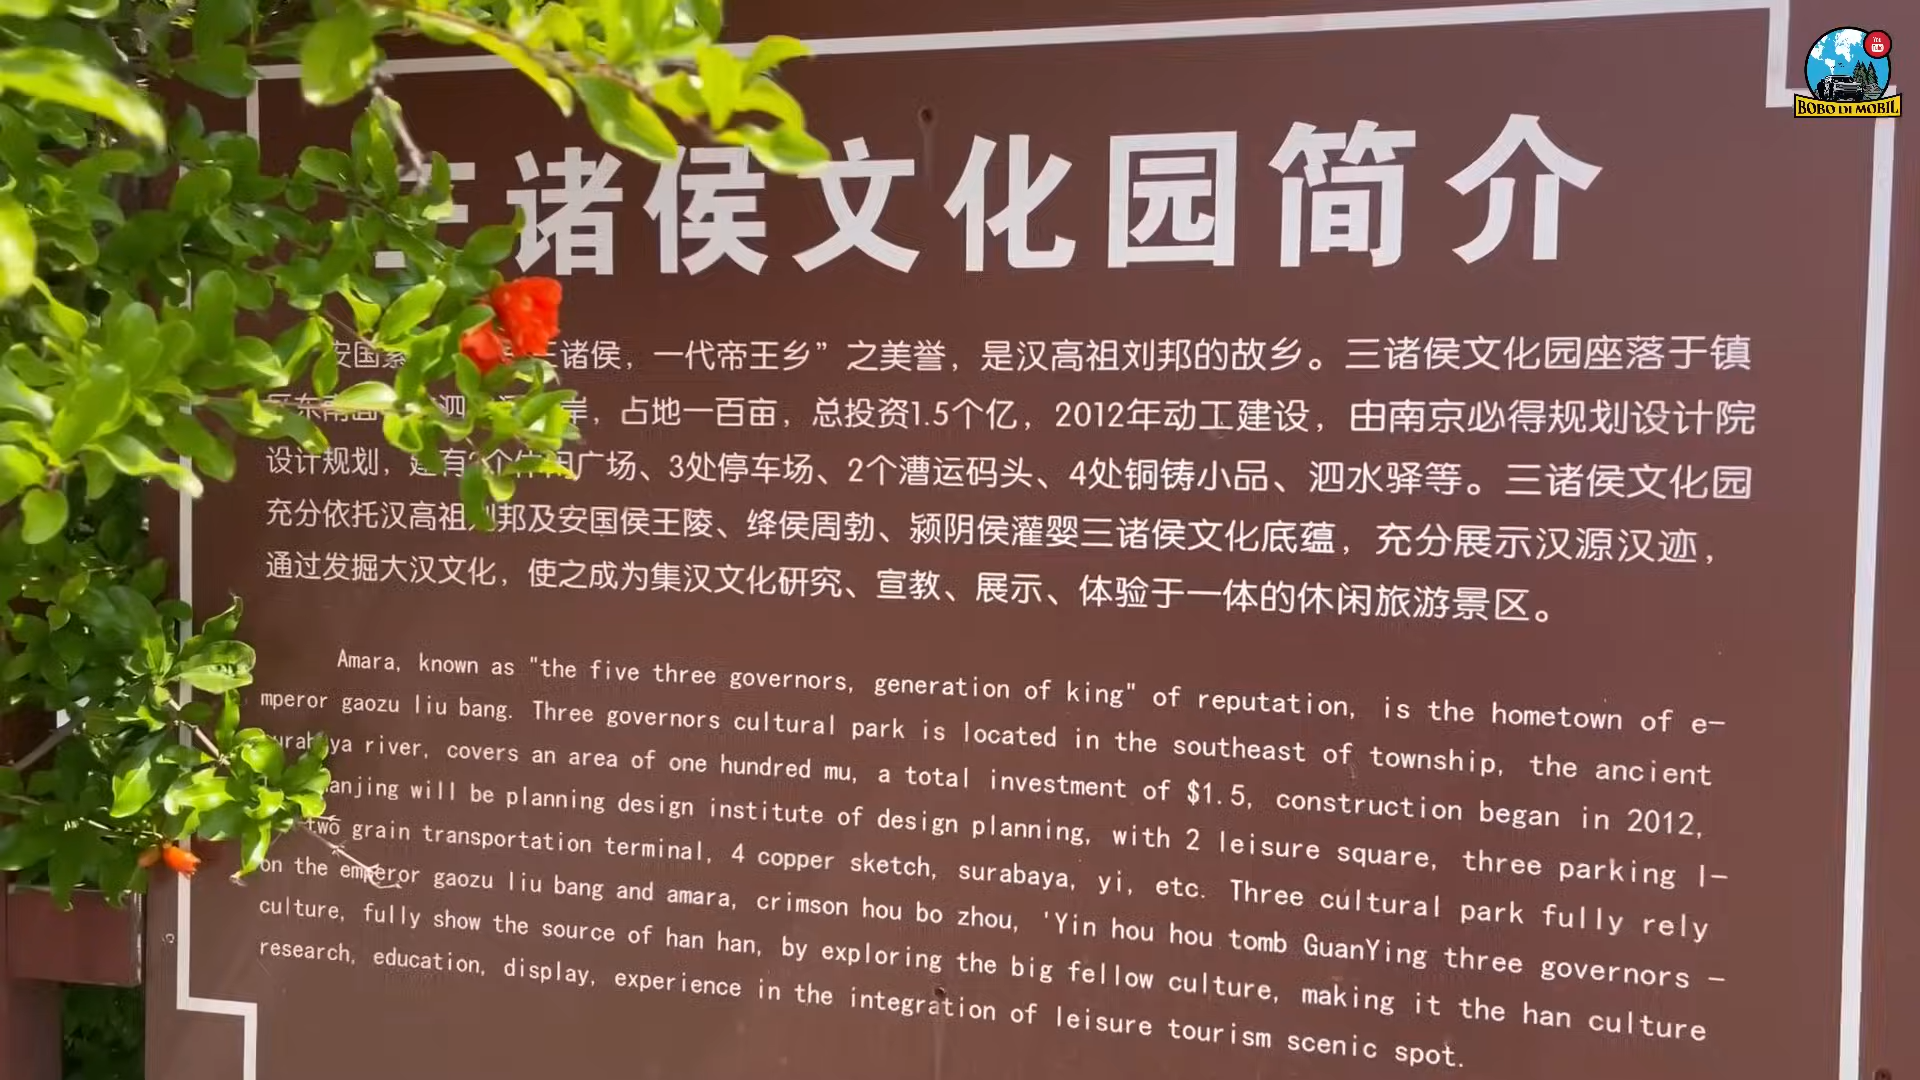 BOBO DI MOBIL
三诸侯文化园简介
安国素 三诸侯，一代帝王乡”之美誉，是汉高祖刘邦的故乡。三诸侯文化园座落于镇
区东南面 泗 岸，占地一百亩，总投资1.5个亿，2012年动工建设，由南京必得规划设计院
设计规划，建有2个休闲广场、3处停车场、2个漕运码头、4处铜铸小品、泗水驿等。三诸侯文化园
充分依托汉高祖刘邦及安国侯王陵、绛侯周勃、颍阴侯灌婴三诸侯文化底蕴，充分展示汉源汉迹，
通过发掘大汉文化，使之成为集汉文化研究、宣教、展示、体验于一体的休闲旅游景区。
Amara, known as "the five three governors, generation of king" of reputation, is the hometown of e-
mperor gaozu liu bang. Three governors cultural park is located in the southeast of township, the ancient
surabaya river, covers an area of one hundred mu, a total investment of $1.5, construction began in 2012,
nanjing will be planning design institute of design planning, with 2 leisure square, three parking l-
two grain transportation terminal, 4 copper sketch, surabaya, yi, etc. Three cultural park fully rely
on the emperor gaozu liu bang and amara, crimson hou bo zhou, 'Yin hou hou tomb GuanYing three governors -
culture, fully show the source of han han, by exploring the big fellow culture, making it the han culture
research, education, display, experience in the integration of leisure tourism scenic spot.